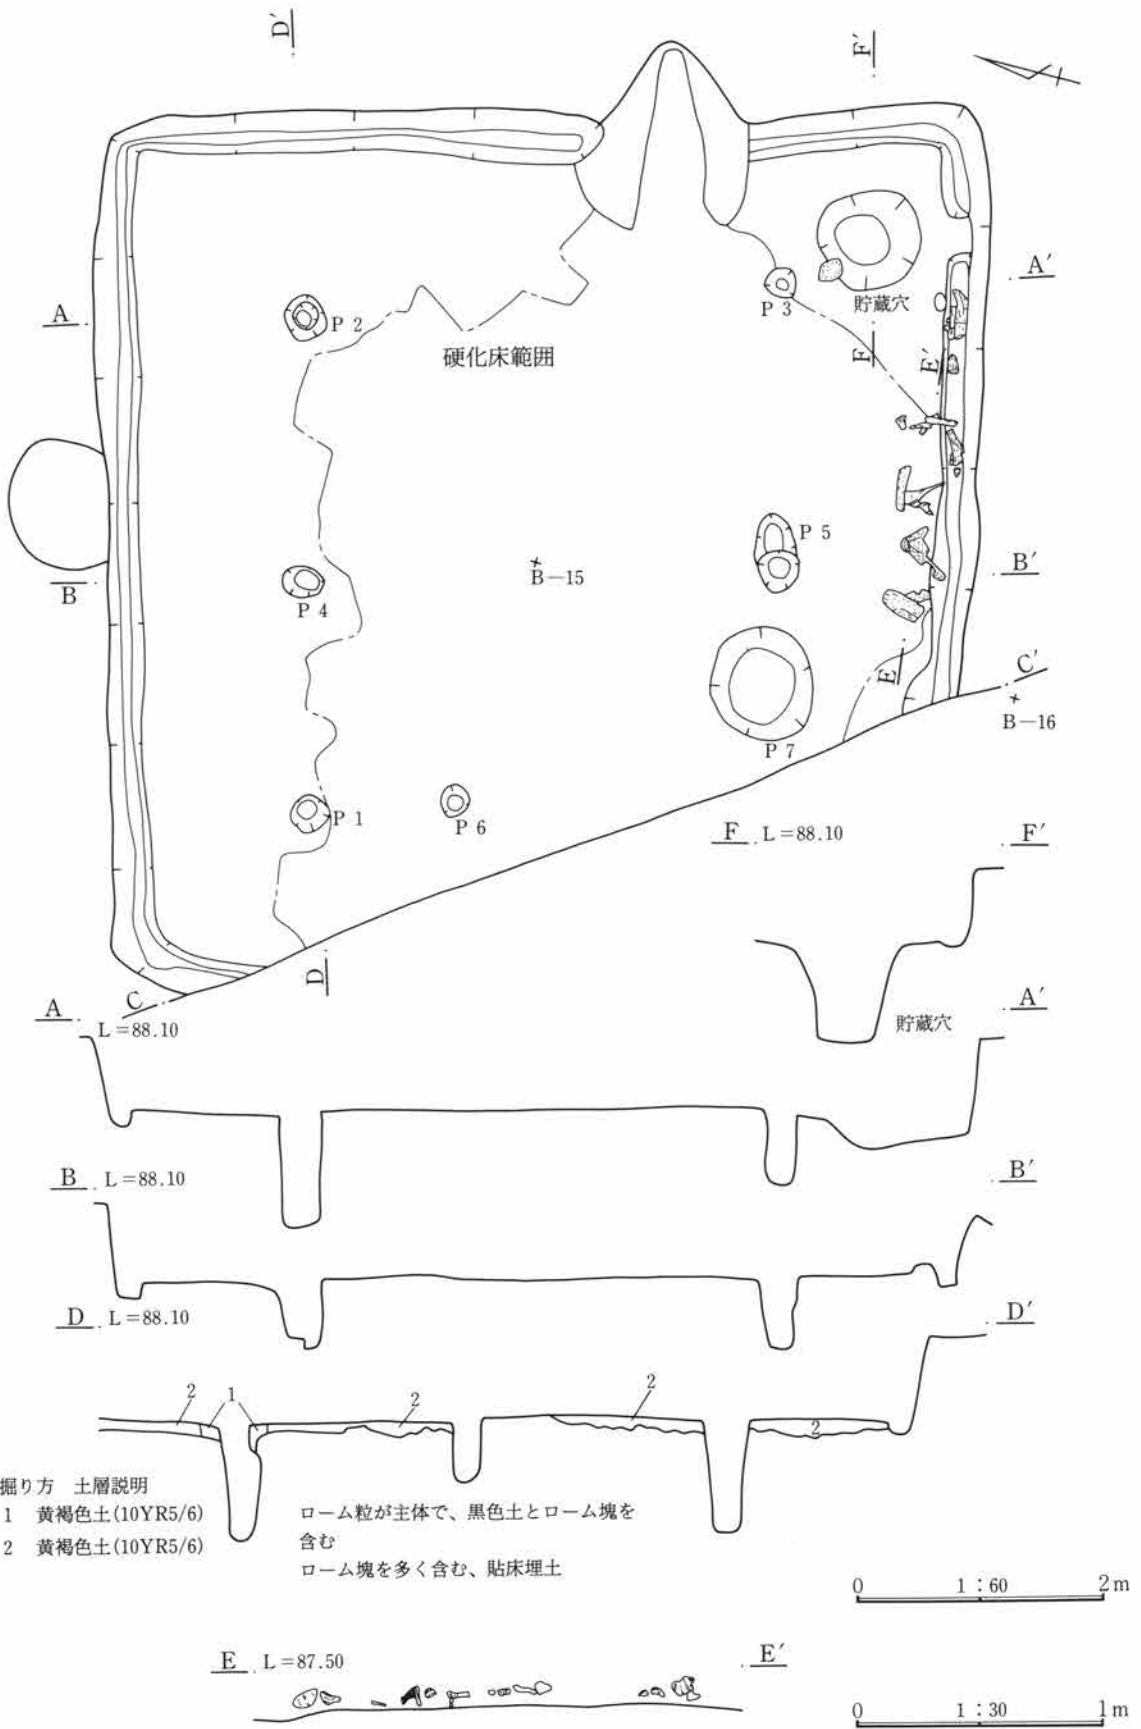 D′
F′
A
A′
P 2
P 3
貯蔵穴
F
E′
硬化床範囲
P 5
B
B′
B－15
P 4
E
C′
B－16
P 7
P 1
P 6
F L＝88.10 F′
D
C
A L＝88.10 A′
貯蔵穴
B L＝88.10 B′
D L＝88.10 D′
2 1 2 2 2
掘り方　土層説明
1　黄褐色土(10YR5/6)　ローム粒が主体で、黒色土とローム塊を
含む
2　黄褐色土(10YR5/6)
ローム塊を多く含む、貼床埋土
0 1：60 2m
E L＝87.50 E′
0 1：30 1m